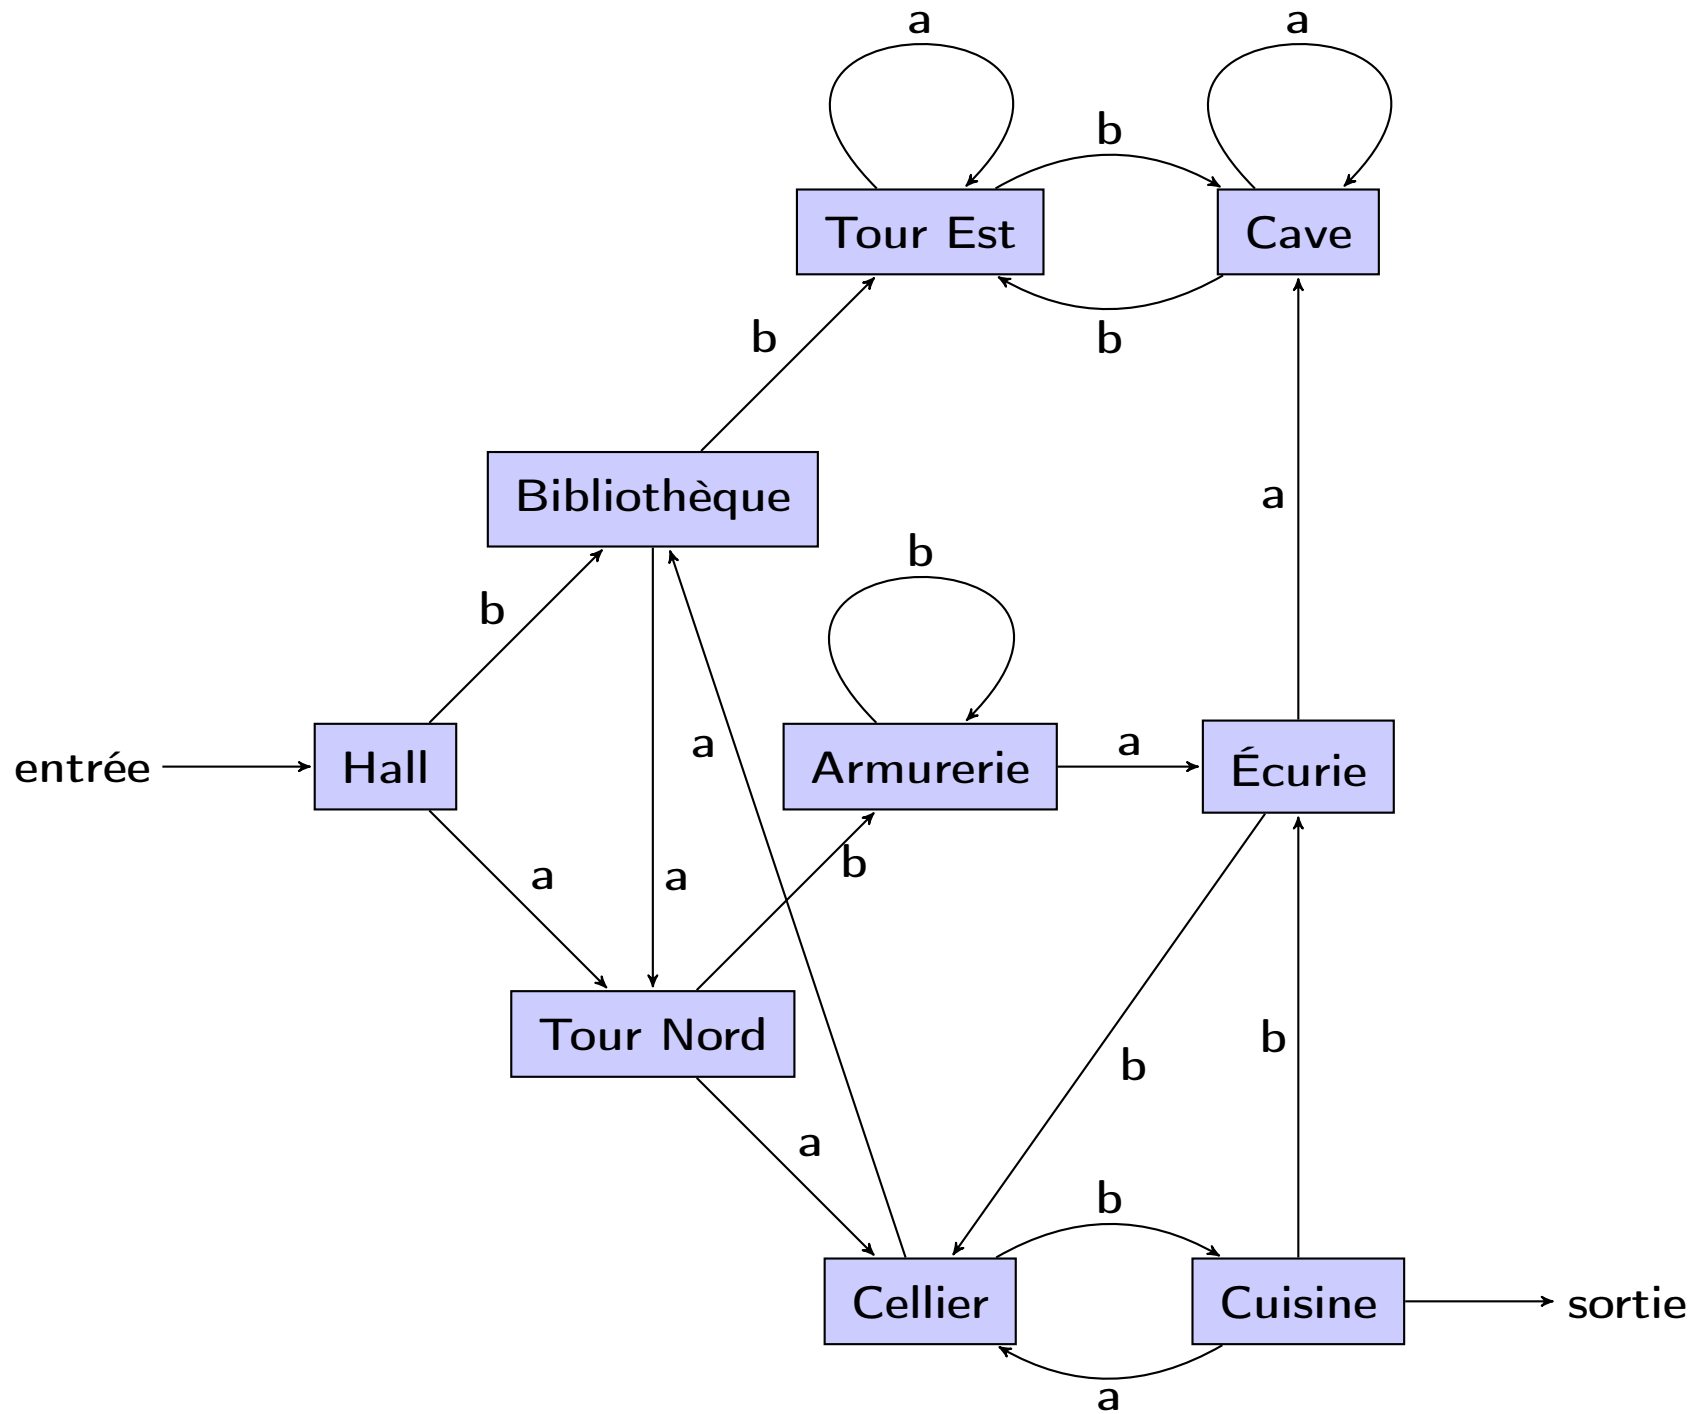 a a
b
Tour Est Cave
b b
Bibliothèque a
b
b
a
entrée Hall Armurerie a Écurie
a a b
Tour Nord b
b
a
b
Cellier Cuisine sortie
a